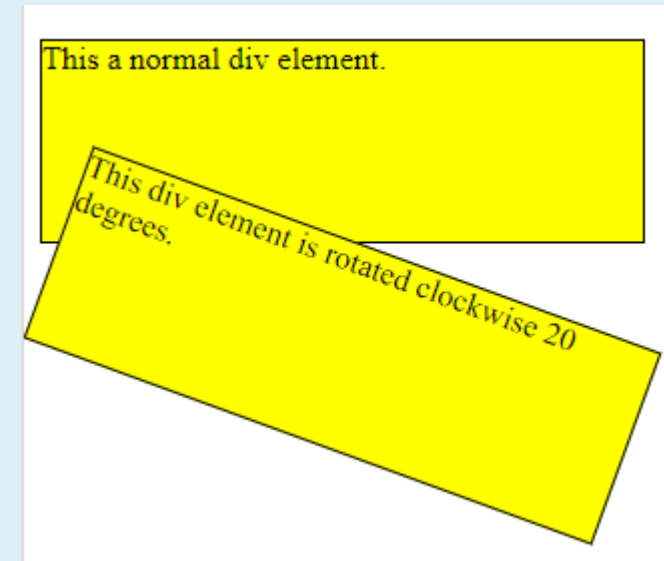 This a normal div element.
This div element is rotated clockwise 20
degrees.